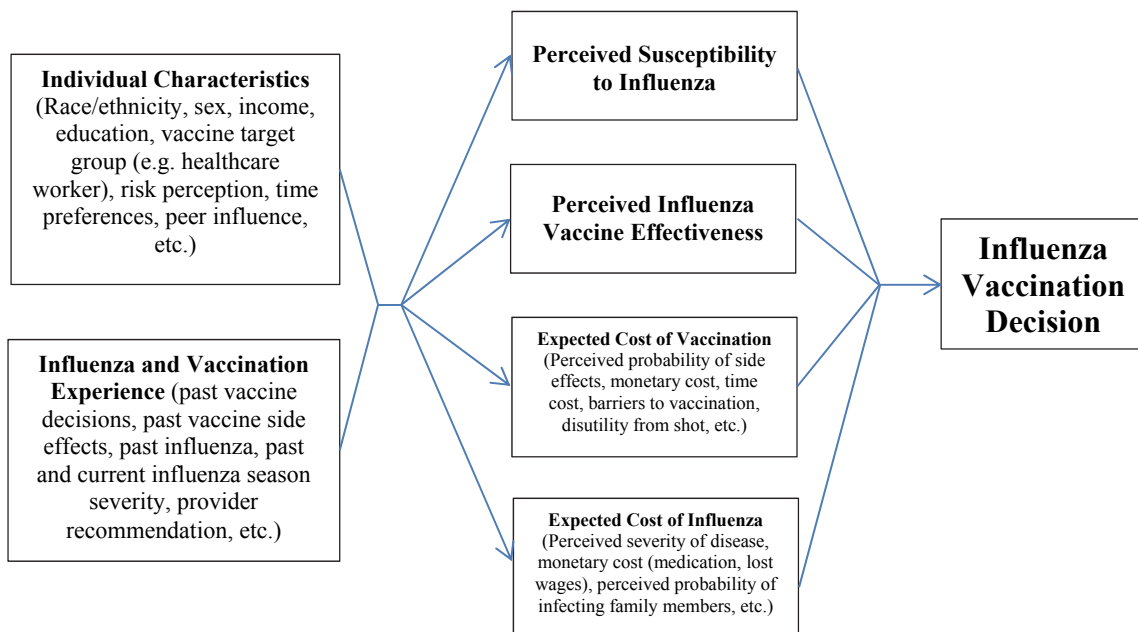 Individual Characteristics
(Race/ethnicity, sex, income,
education, vaccine target
group (e.g. healthcare
worker), risk perception, time
preferences, peer influence,
etc.)
Influenza and Vaccination
Experience (past vaccine
decisions, past vaccine side
effects, past influenza, past
and current influenza season
severity, provider
recommendation, etc.)
Perceived Susceptibility
to Influenza
Perceived Influenza
Vaccine Effectiveness
Expected Cost of Vaccination
(Perceived probability of side
effects, monetary cost, time
cost, barriers to vaccination,
disutility from shot, etc.)
Expected Cost of Influenza
(Perceived severity of disease,
monetary cost (medication, lost
wages), perceived probability of
infecting family members, etc.)
Influenza
Vaccination
Decision